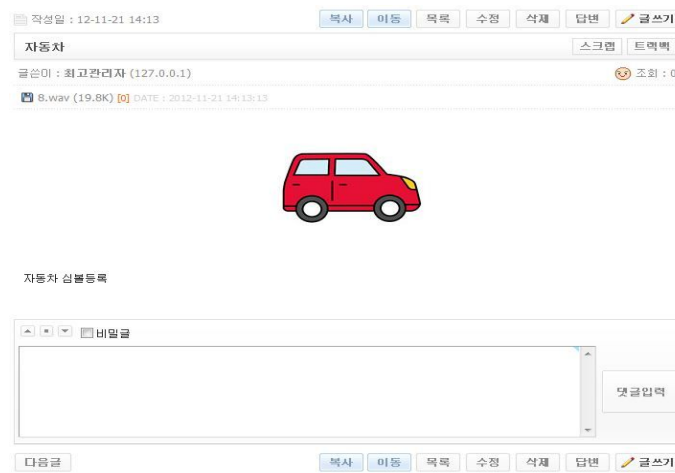 작성일 : 12-11-21 14:13 복사 이동 목록 수정 삭제 답변 글쓰기
자동차 스크랩 트랙백
글쓴이 : 최고관리자 (127.0.0.1) 조회 : 0
8.wav (19.8K) [0] DATE : 2012-11-21 14:13:13
자동차 심볼등록
비밀글
댓글입력
다음글 복사 이동 목록 수정 삭제 답변 글쓰기